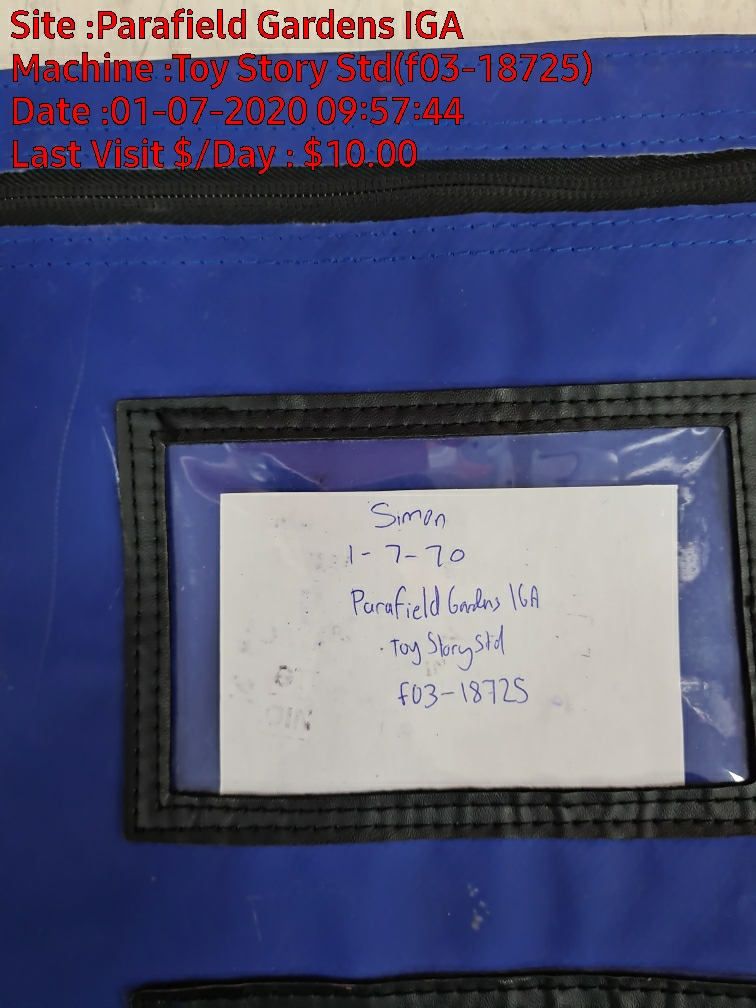 Site :Parafield Gardens IGA
Machine :Toy Story Std(f03-18725)
Date :01-07-2020 09:57:44
Last Visit $/Day : $10.00
Simon
1-7-20
Parafield Gardens IGA
Toy Story Std
f03-18725